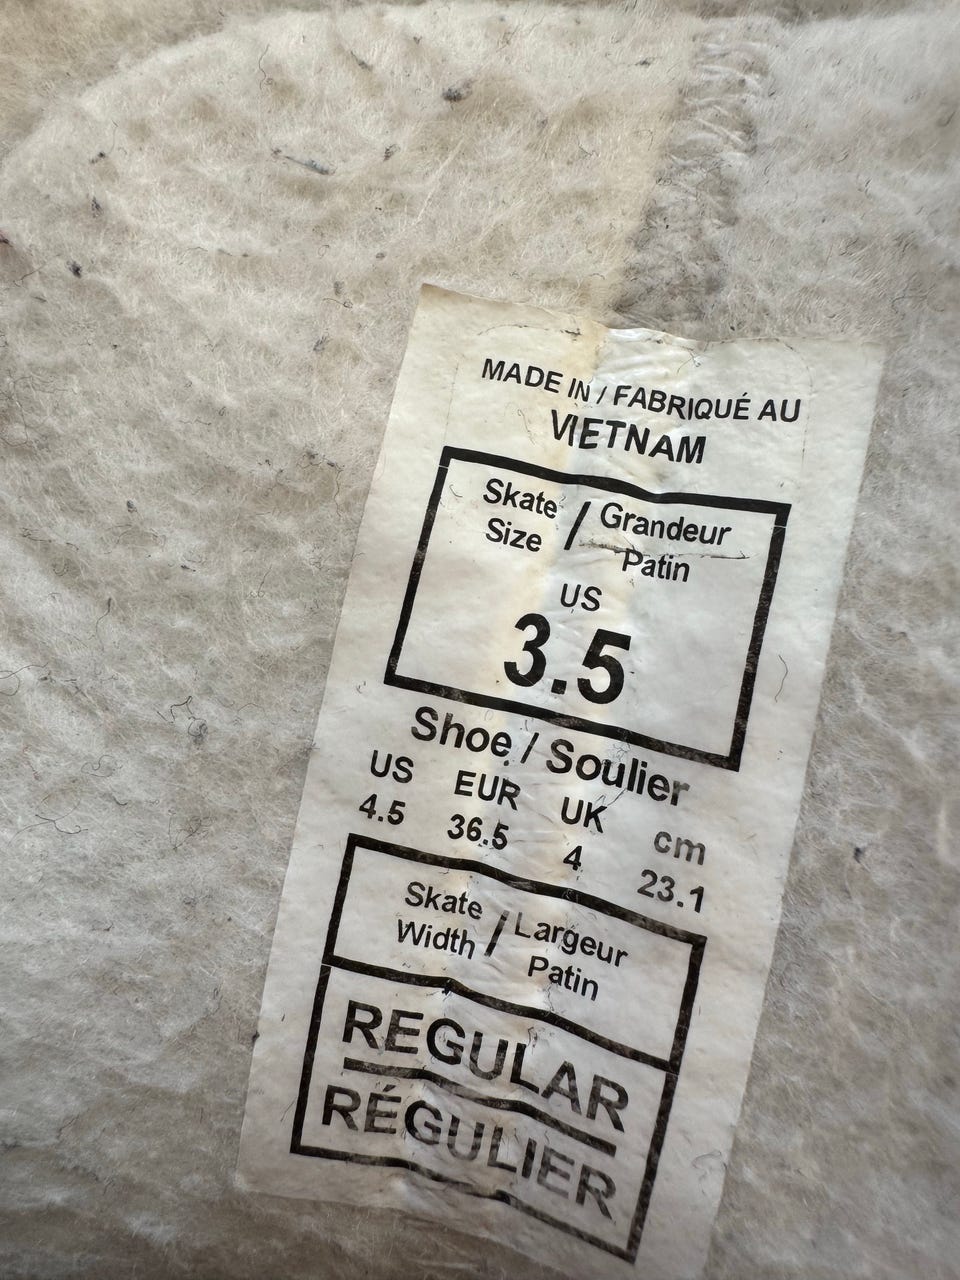 MADE IN / FABRIQUÉ AU
VIETNAM
Skate Size / Grandeur Patin
US
3.5
Shoe / Soulier
US EUR UK cm
4.5 36.5 4 23.1
Skate Width / Largeur Patin
REGULAR
RÉGULIER